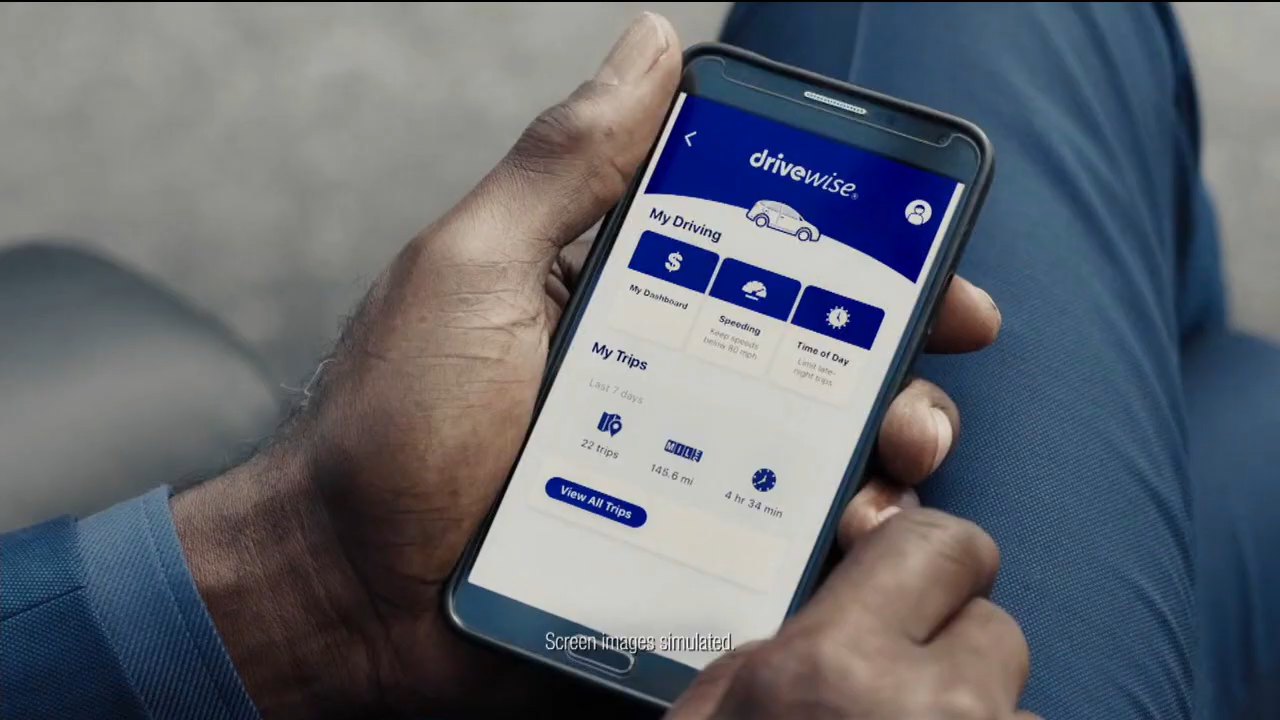 drivewise®
My Driving
My Dashboard
Speeding
Keep speeds
below 80 mph
Time of Day
Limit late-
night trips
My Trips
Last 7 days
22 trips
MILE
145.6 mi
4 hr 34 min
View All Trips
Screen images simulated.